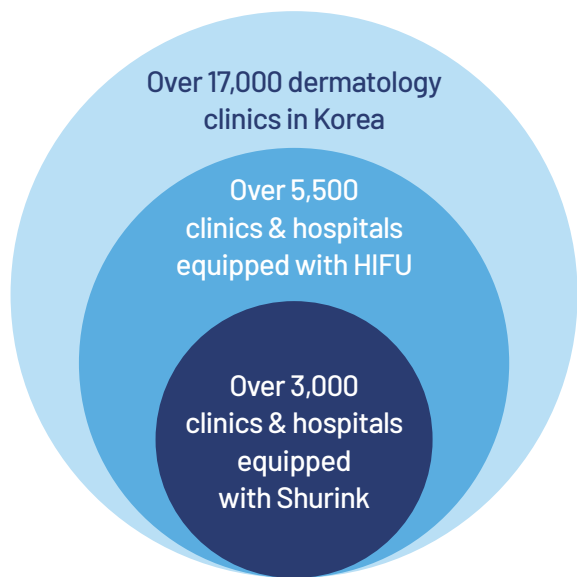 Over 17,000 dermatology
clinics in Korea
Over 5,500
clinics & hospitals
equipped with HIFU
Over 3,000
clinics & hospitals
equipped
with Shurink